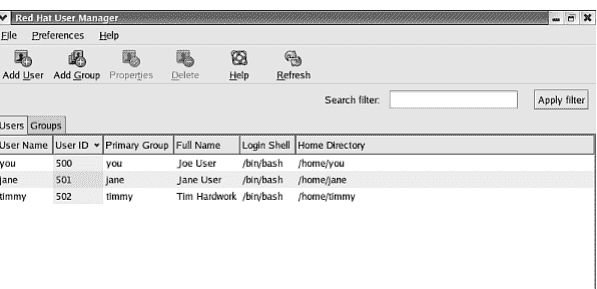 Red Hat User Manager
File Preferences Help
Add User Add Group Properties Delete Help Refresh
Search filter: Apply filter
Users Groups
User Name User ID Primary Group Full Name Login Shell Home Directory
you 500 you Joe User /bin/bash /home/you
jane 501 jane Jane User /bin/bash /home/jane
timmy 502 timmy Tim Hardwork /bin/bash /home/timmy